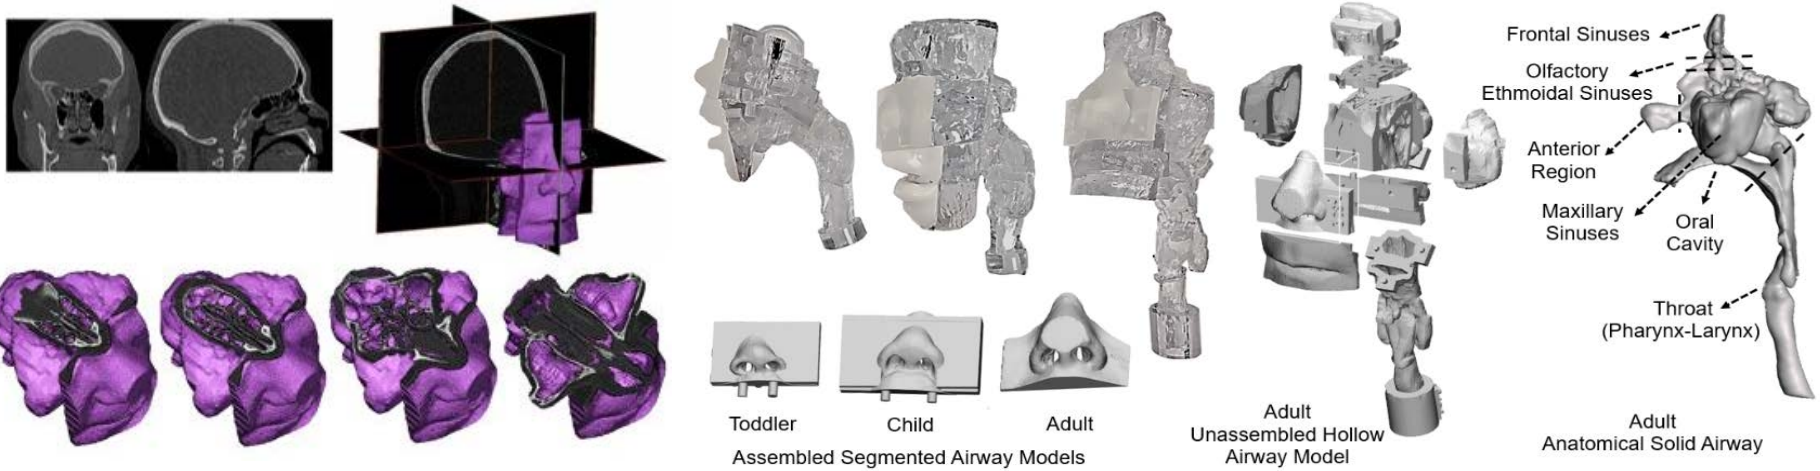 Toddler
Child
Adult
Assembled Segmented Airway Models
Adult
Unassembled Hollow
Airway Model
Frontal Sinuses
Olfactory
Ethmoidal Sinuses
Anterior
Region
Maxillary
Sinuses
Oral
Cavity
Throat
(Pharynx-Larynx)
Adult
Anatomical Solid Airway